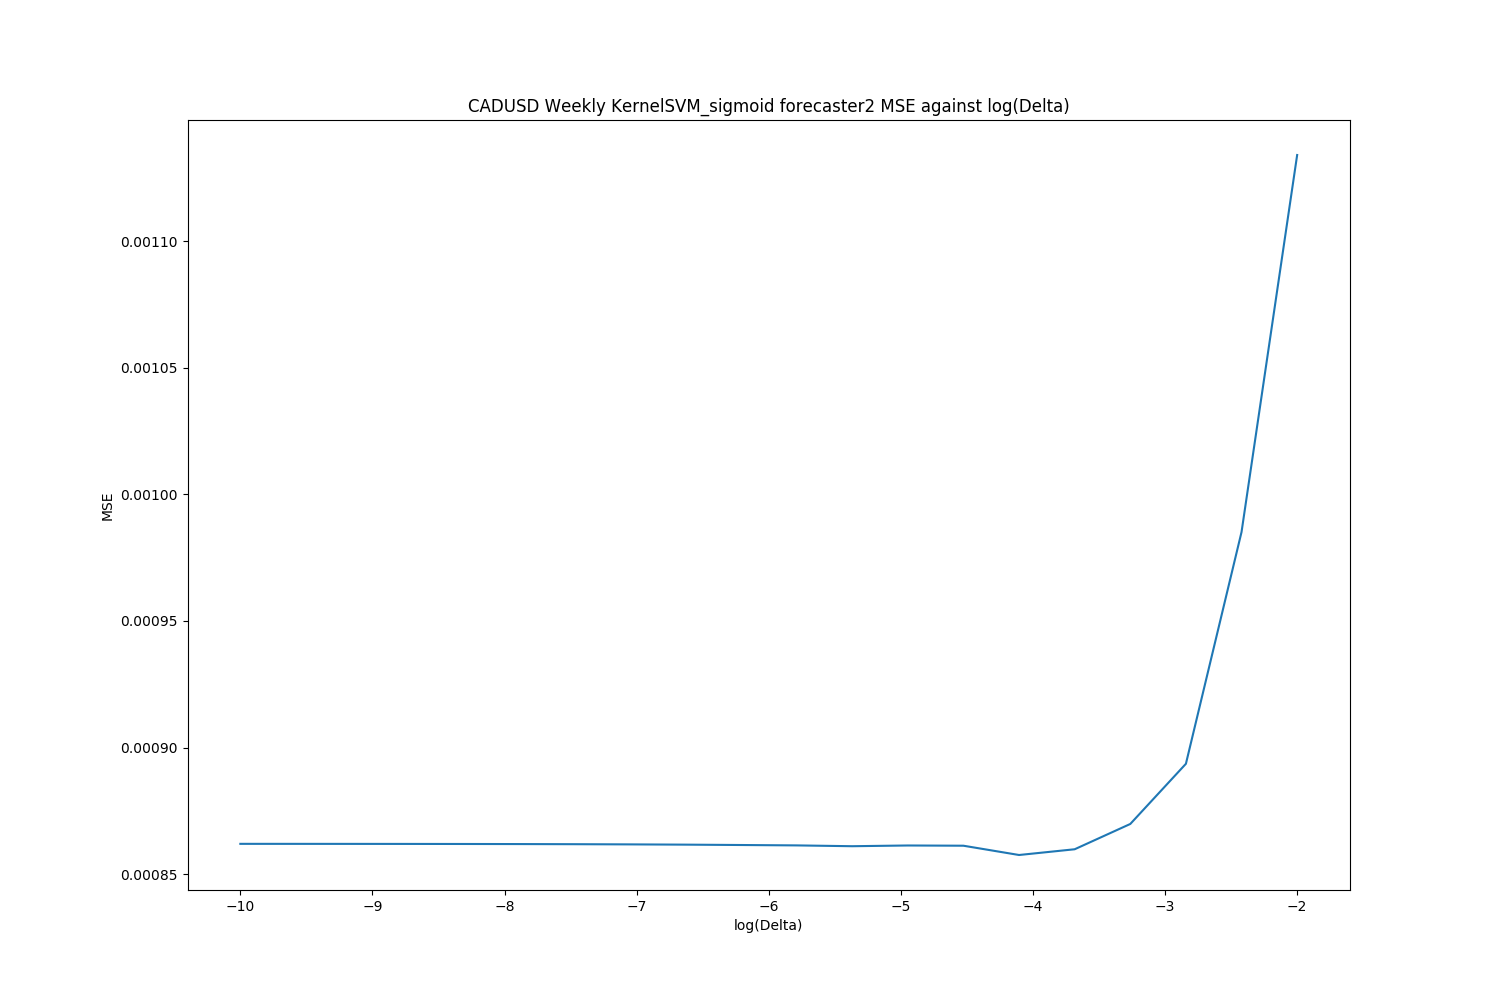 CADUSD Weekly KernelSVM_sigmoid forecaster2 MSE against log(Delta)
0.00110
0.00105
0.00100
0.00095
0.00090
0.00085
MSE
−10 −9 −8 −7 −6 −5 −4 −3 −2
log(Delta)